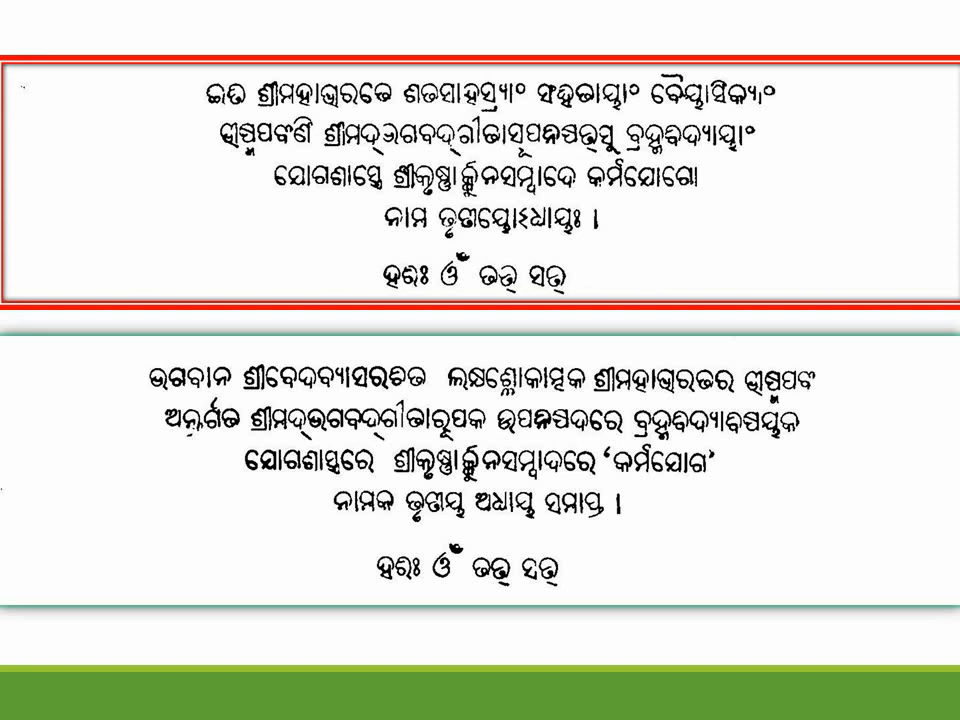 ଇତି ଶ୍ରୀମହାଭାରତେ ଶତସାହସ୍ର୍ୟାଂ ସଂହିତାୟାଂ ବୈୟାସିକ୍ୟାଂ
ଭୀଷ୍ମପର୍ବଣି ଶ୍ରୀମଦ୍‌ଭଗବଦ୍‌ଗୀତାସୂପନିଷତ୍ସୁ ବ୍ରହ୍ମବିଦ୍ୟାୟାଂ
ଯୋଗଶାସ୍ତ୍ରେ ଶ୍ରୀକୃଷ୍ଣାର୍ଜ୍ଜୁନସମ୍ବାଦେ କର୍ମଯୋଗୋ
ନାମ ତୃତୀୟୋଽଧ୍ୟାୟଃ ।
ହରିଃ ଓଁ ତତ୍ ସତ୍
ଭଗବାନ ଶ୍ରୀବେଦବ୍ୟାସରଚିତ ଲକ୍ଷଶ୍ଳୋକାତ୍ମକ ଶ୍ରୀମହାଭାରତର ଭୀଷ୍ମପର୍ବ
ଅନ୍ତର୍ଗତ ଶ୍ରୀମଦ୍‌ଭଗବଦ୍‌ଗୀତାରୂପକ ଉପନିଷଦରେ ବ୍ରହ୍ମବିଦ୍ୟାବିଷୟକ
ଯୋଗଶାସ୍ତ୍ରରେ ଶ୍ରୀକୃଷ୍ଣାର୍ଜ୍ଜୁନସମ୍ବାଦରେ ‘କର୍ମଯୋଗ’
ନାମକ ତୃତୀୟ ଅଧ୍ୟାୟ ସମାପ୍ତ ।
ହରିଃ ଓଁ ତତ୍ ସତ୍